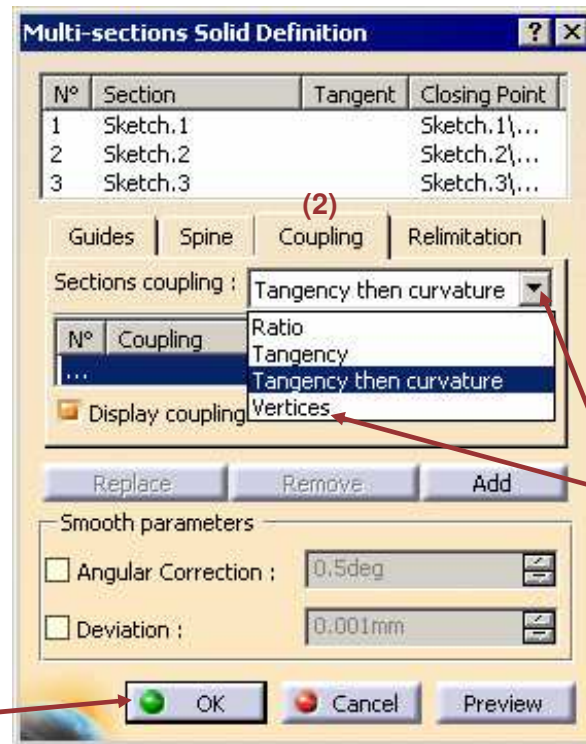 Multi-sections Solid Definition ? X
N° Section Tangent Closing Point
1 Sketch.1 Sketch.1\...
2 Sketch.2 Sketch.2\...
3 Sketch.3 Sketch.3\...
(2)
Guides Spine Coupling Relimitation
Sections coupling : Tangency then curvature
Ratio
N° Coupling
Tangency
... Tangency then curvature
Display coupling Vertices
Replace Remove Add
Smooth parameters
Angular Correction : 0.5deg
Deviation : 0.001mm
OK Cancel Preview